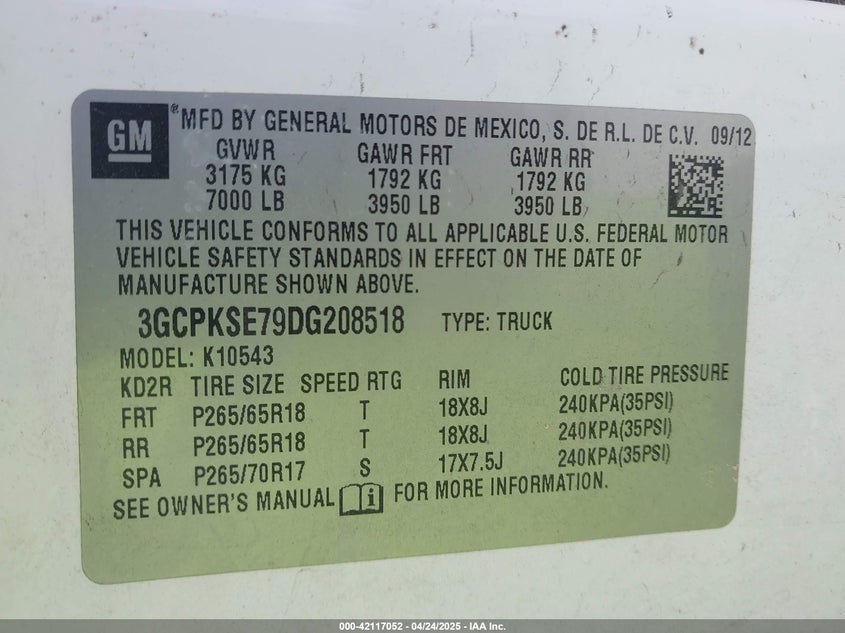 GM ® MFD BY GENERAL MOTORS DE MEXICO, S. DE R.L. DE C.V. 09/12
GVWR GAWR FRT GAWR RR
3175 KG 1792 KG 1792 KG
7000 LB 3950 LB 3950 LB
THIS VEHICLE CONFORMS TO ALL APPLICABLE U.S. FEDERAL MOTOR
VEHICLE SAFETY STANDARDS IN EFFECT ON THE DATE OF
MANUFACTURE SHOWN ABOVE.
3GCPKSE79DG208518 TYPE: TRUCK
MODEL: K10543
KD2R TIRE SIZE SPEED RTG RIM COLD TIRE PRESSURE
FRT P265/65R18 T 18X8J 240KPA(35PSI)
RR P265/65R18 T 18X8J 240KPA(35PSI)
SPA P265/70R17 S 17X7.5J 240KPA(35PSI)
SEE OWNER'S MANUAL FOR MORE INFORMATION.
000-42117052 - 04/24/2025 - IAA Inc.